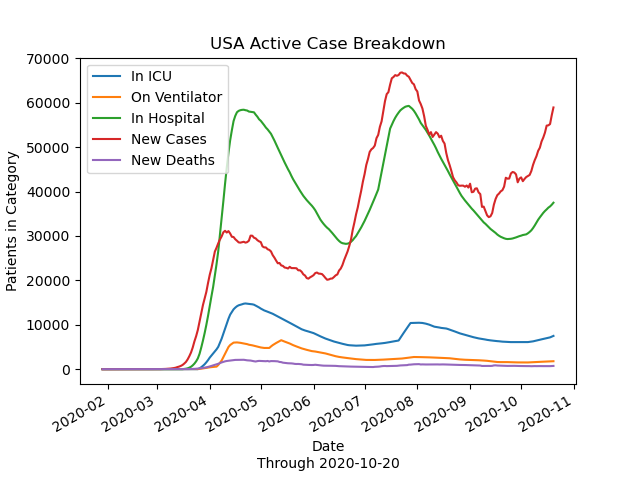 USA Active Case Breakdown
In ICU
On Ventilator
In Hospital
New Cases
New Deaths
Patients in Category
70000
60000
50000
40000
30000
20000
10000
0
2020-02
2020-03
2020-04
2020-05
2020-06
2020-07
2020-08
2020-09
2020-10
2020-11
Date
Through 2020-10-20